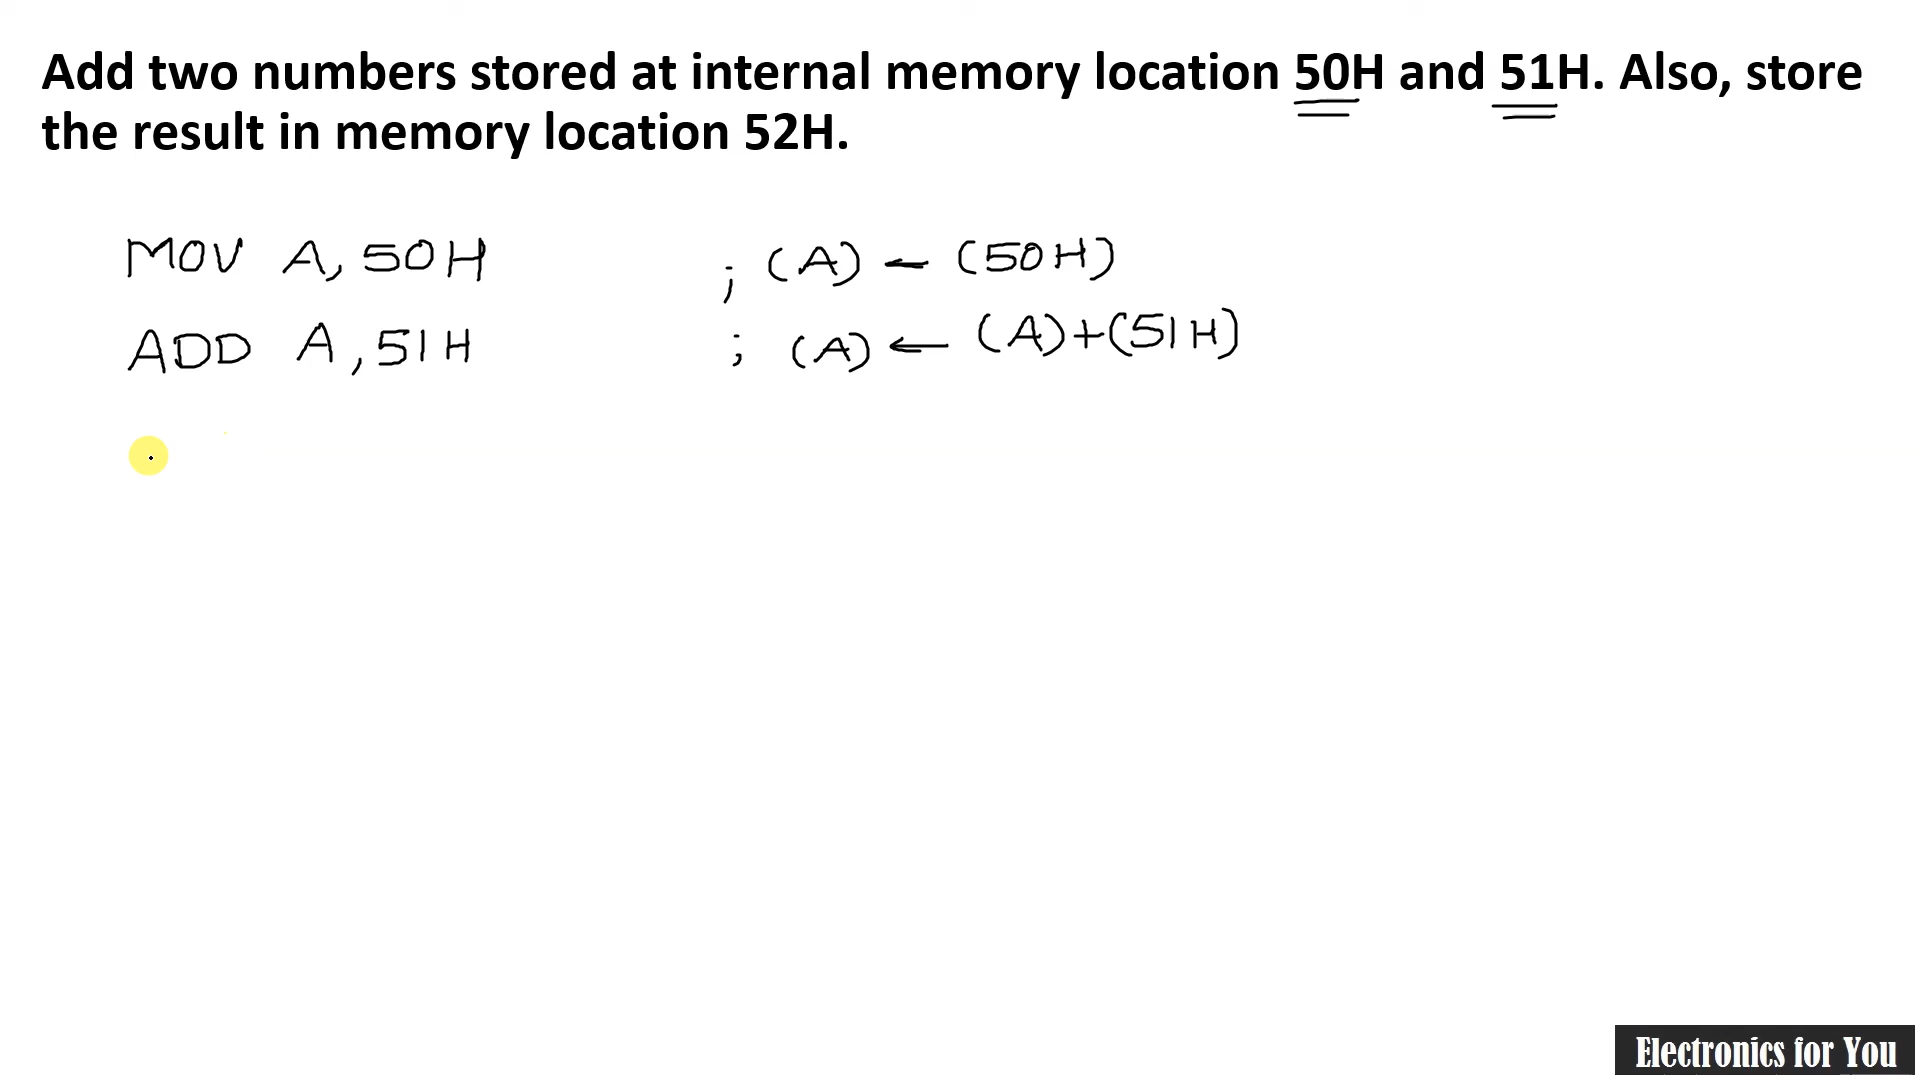 Add two numbers stored at internal memory location 50H and 51H. Also, store
the result in memory location 52H.
MOV A, 50H ; (A) ← (50H)
ADD A, 51H ; (A) ← (A)+(51H)
Electronics for You